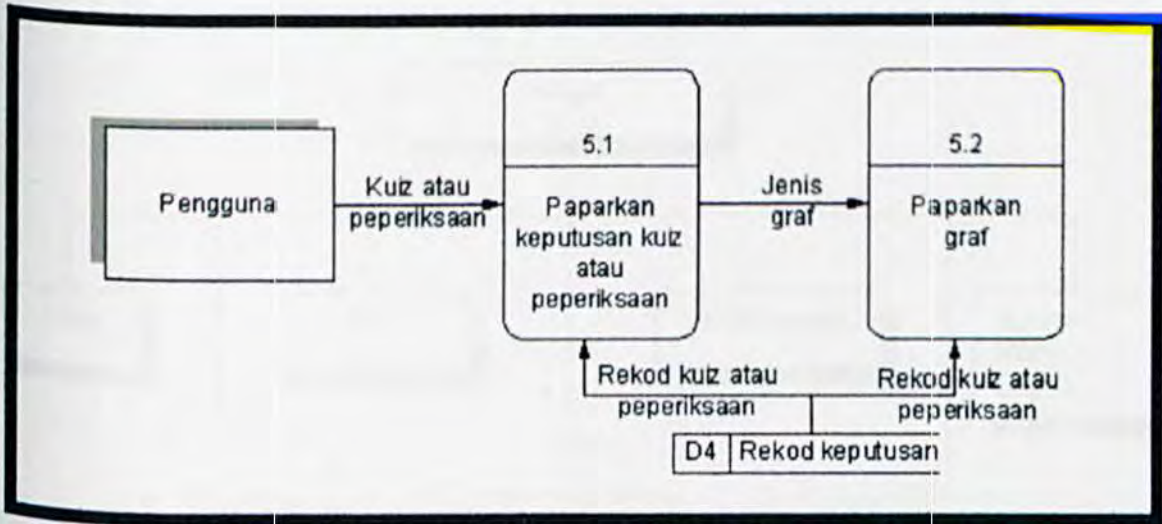 Pengguna
Kuiz atau
peperiksaan
5.1
Paparkan
keputusan kuiz
atau
peperiksaan
Jenis
graf
5.2
Paparkan
graf
Rekod kuiz atau
peperiksaan
Rekod kuiz atau
peperiksaan
D4 Rekod keputusan